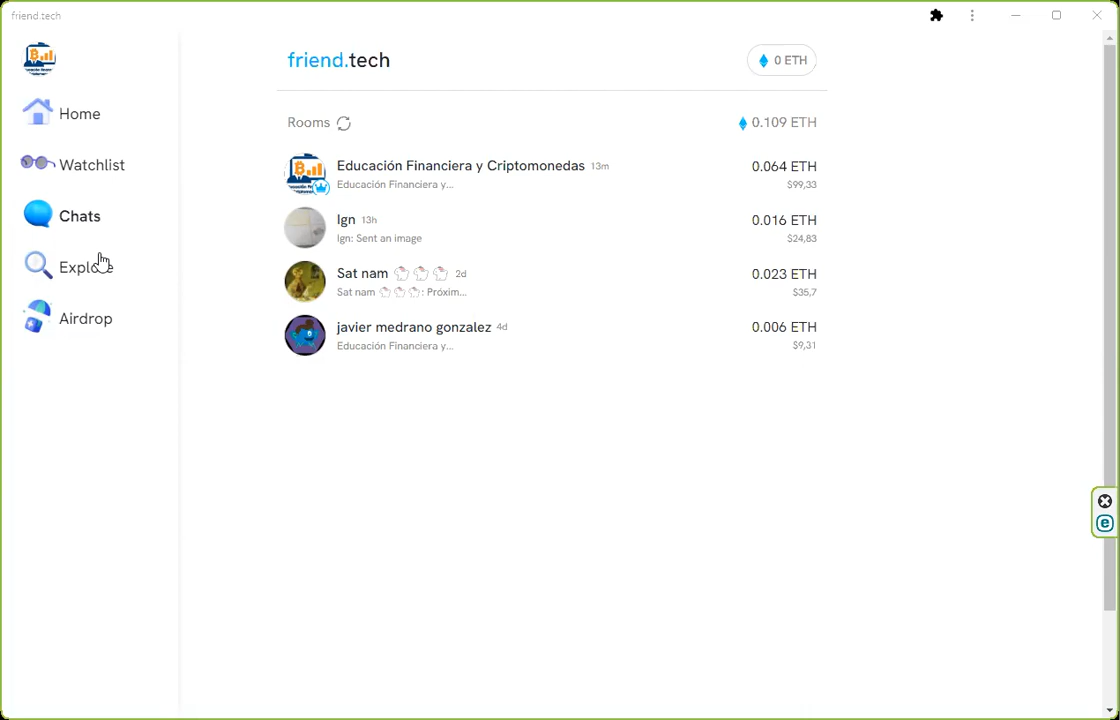 friend.tech
Home
Watchlist
Chats
Explore
Airdrop
friend.tech
0 ETH
Rooms
0.109 ETH
Educación Financiera y Criptomonedas 13m
0.064 ETH
Educación Financiera y...
$99,33
Ign 13h
0.016 ETH
Ign: Sent an image
$24,83
Sat nam 2d
0.023 ETH
Sat nam : Próxim...
$35,7
javier medrano gonzalez 4d
0.006 ETH
Educación Financiera y...
$9,31